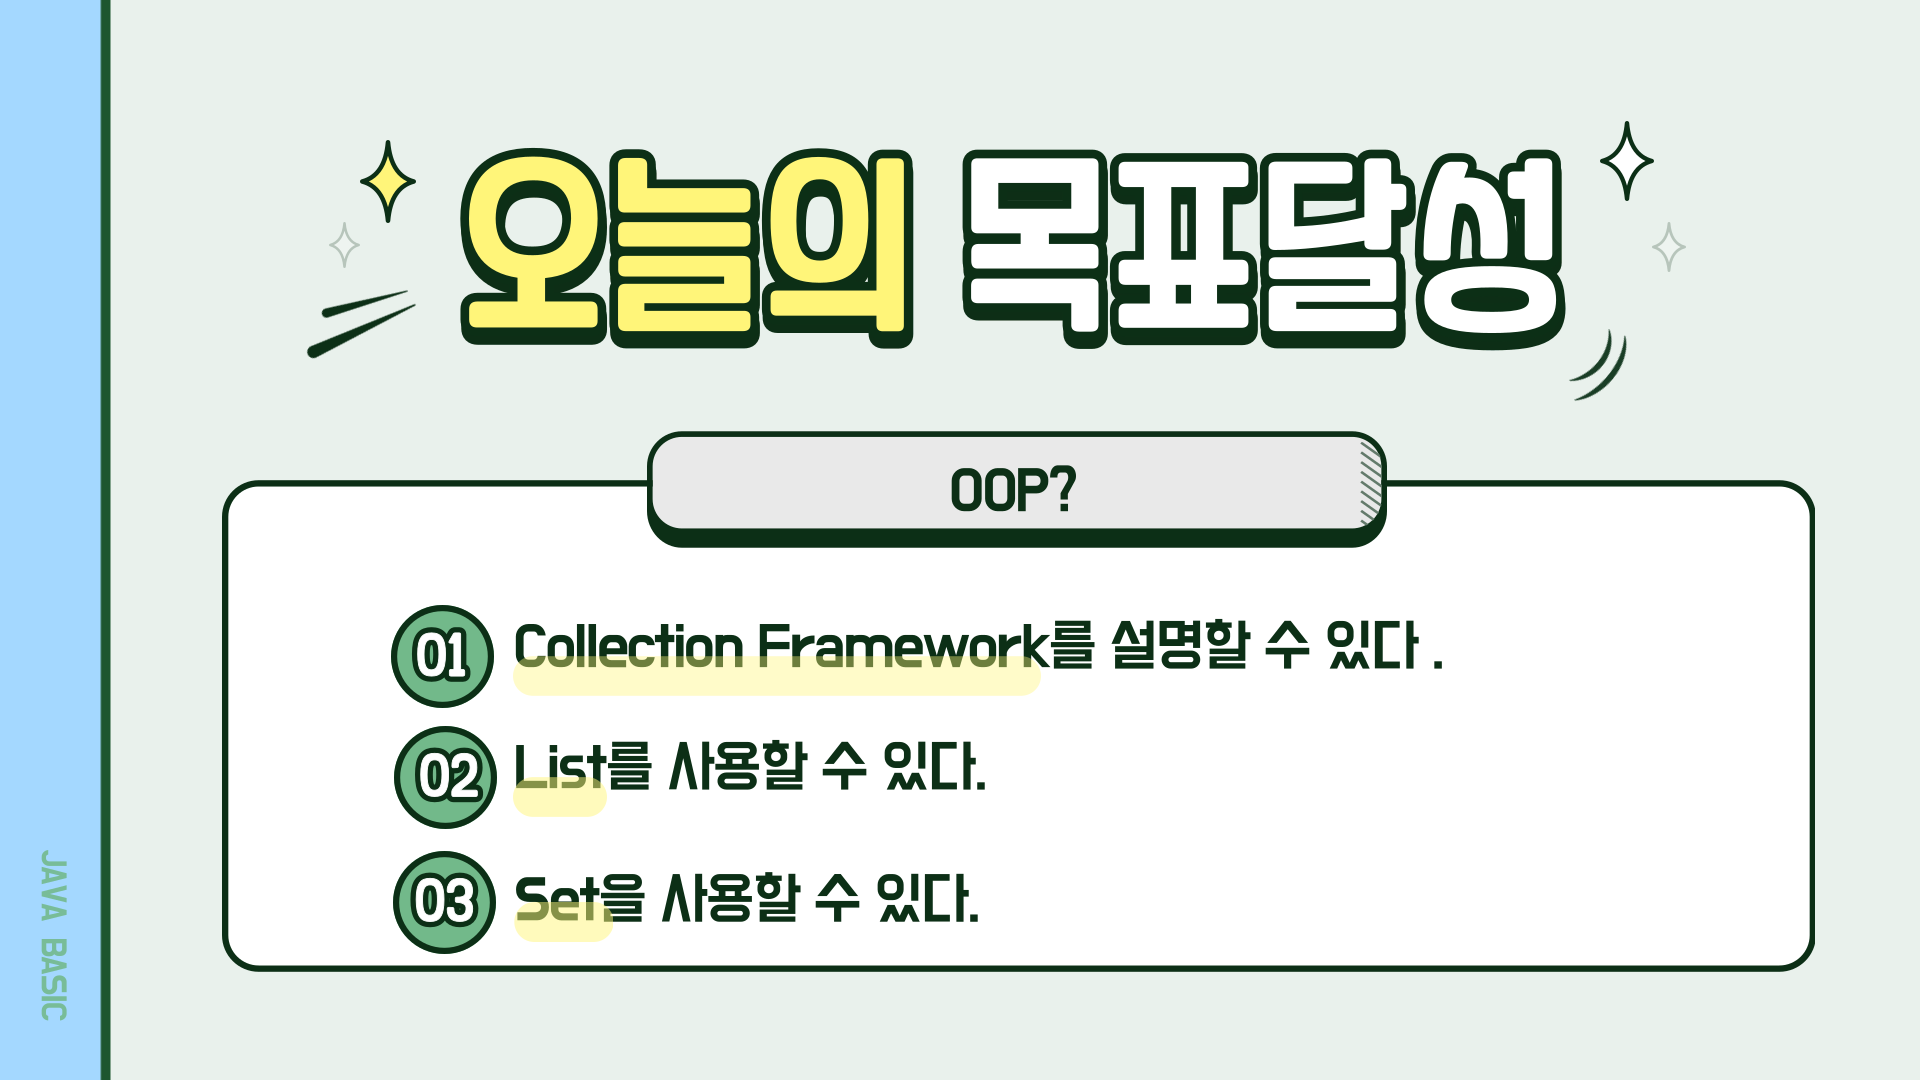 오늘의 목표달성
OOP?
01 Collection Framework를 설명할 수 있다 .
02 List를 사용할 수 있다.
03 Set을 사용할 수 있다.
JAVA BASIC